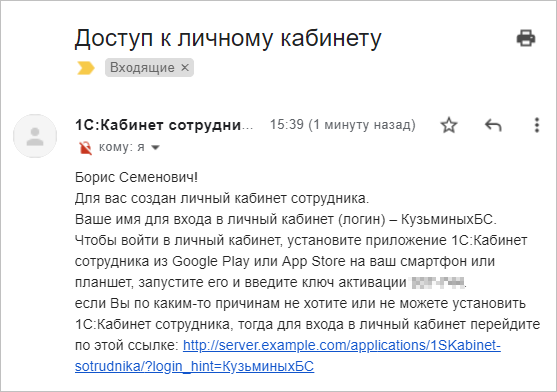 Доступ к личному кабинету
Входящие ×
1С:Кабинет сотрудни... 15:39 (1 минуту назад)
кому: я
Борис Семенович!
Для вас создан личный кабинет сотрудника.
Ваше имя для входа в личный кабинет (логин) – КузьминыхБС.
Чтобы войти в личный кабинет, установите приложение 1С:Кабинет
сотрудника из Google Play или App Store на ваш смартфон или
планшет, запустите его и введите ключ активации .
если Вы по каким-то причинам не хотите или не можете установить
1С:Кабинет сотрудника, тогда для входа в личный кабинет перейдите
по этой ссылке: http://server.example.com/applications/1SKabinet-
sotrudnika/?login_hint=КузьминыхБС